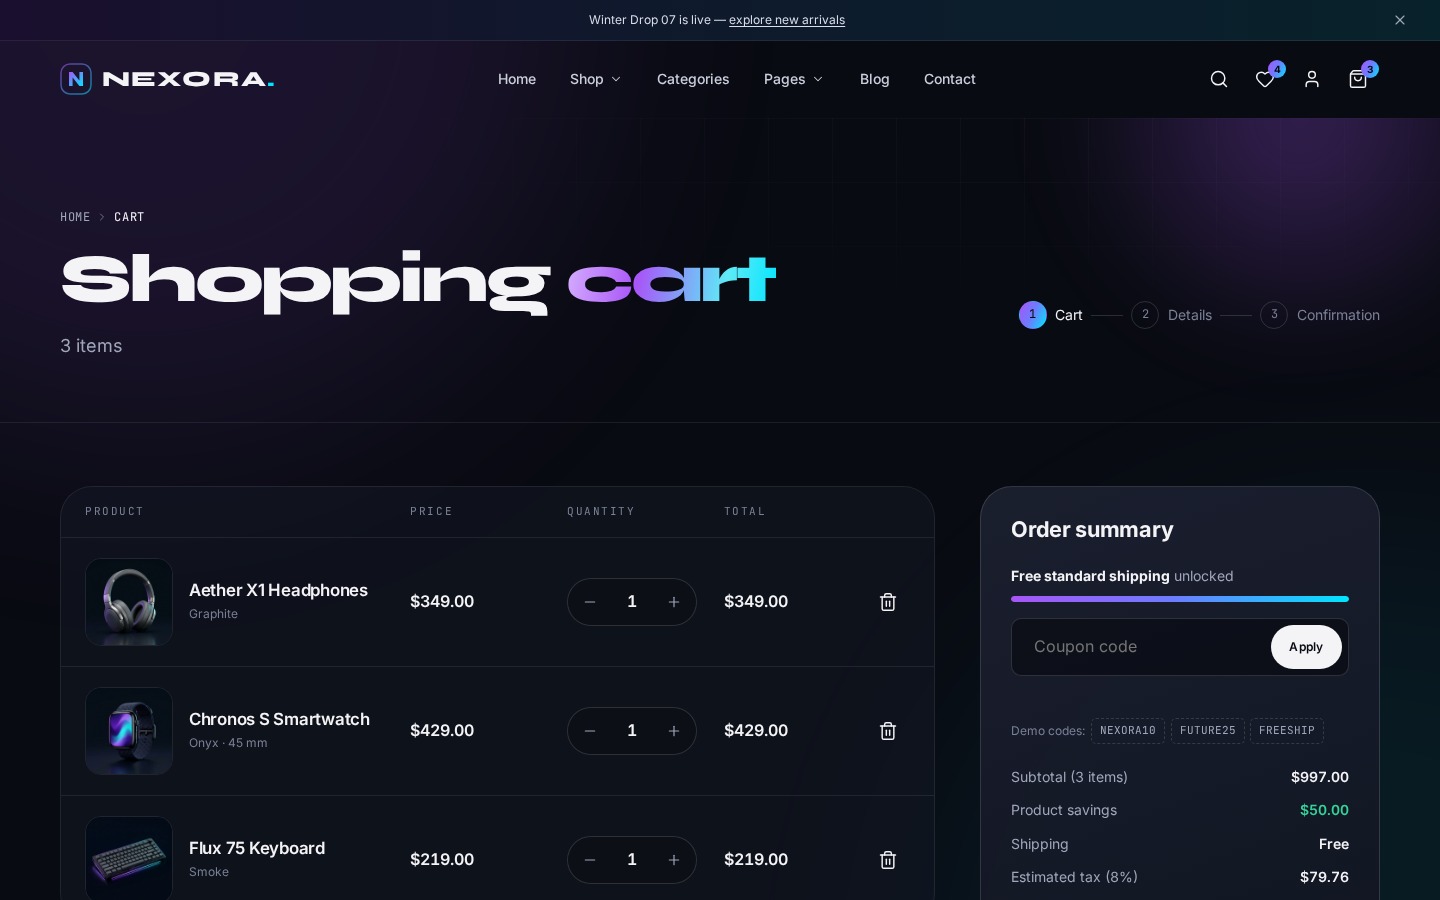 Winter Drop 07 is live — explore new arrivals
N NEXORA.
Home Shop Categories Pages Blog Contact
4 3
HOME > CART
Shopping cart
3 items
1 Cart 2 Details 3 Confirmation
PRODUCT PRICE QUANTITY TOTAL
Aether X1 Headphones
Graphite
$349.00 − 1 + $349.00
Chronos S Smartwatch
Onyx · 45 mm
$429.00 − 1 + $429.00
Flux 75 Keyboard
Smoke
$219.00 − 1 + $219.00
Order summary
Free standard shipping unlocked
Coupon code Apply
Demo codes: NEXORA10 FUTURE25 FREESHIP
Subtotal (3 items) $997.00
Product savings $50.00
Shipping Free
Estimated tax (8%) $79.76